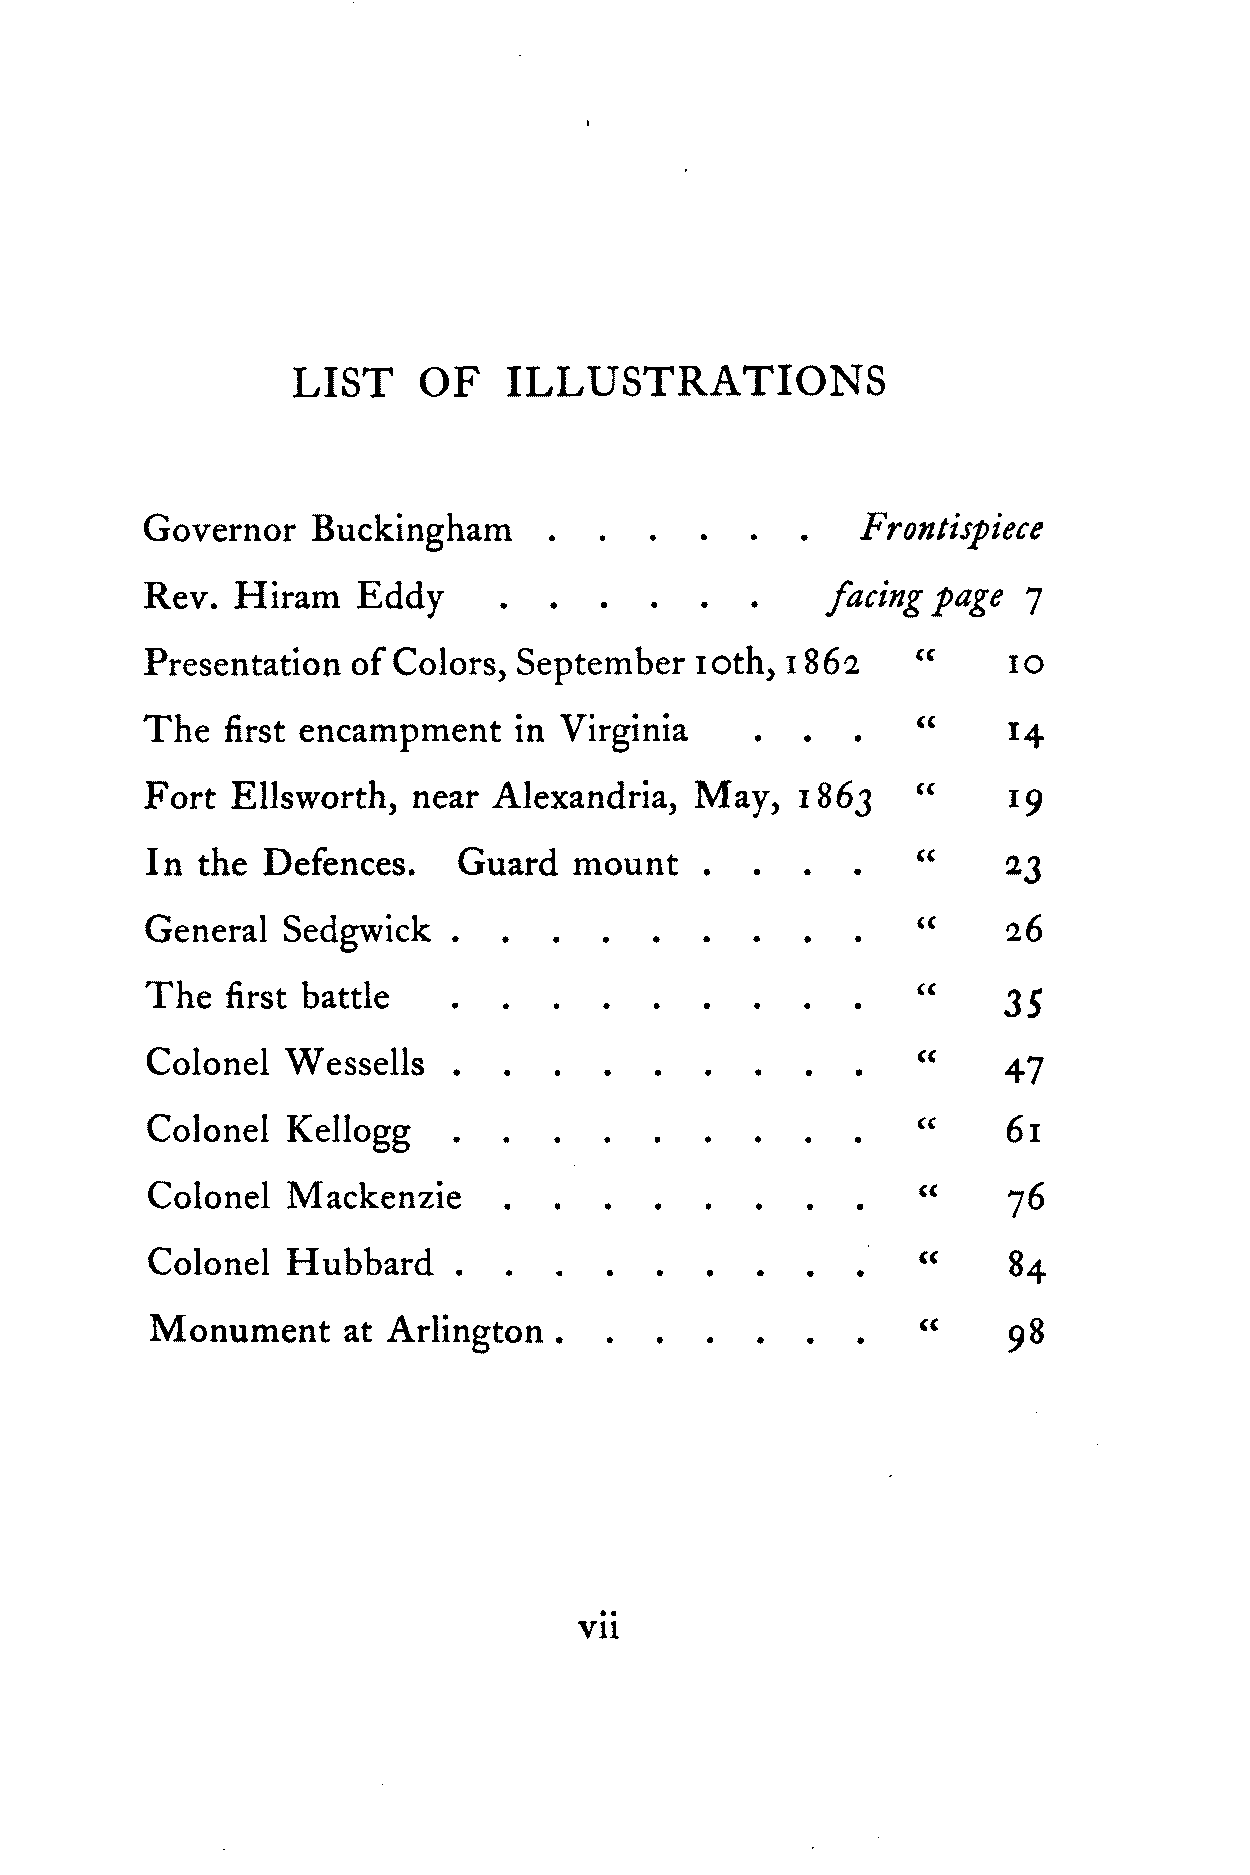 LIST OF ILLUSTRATIONS
Governor Buckingham . . . . . . Frontispiece
Rev. Hiram Eddy . . . . . . facing page 7
Presentation of Colors, September 10th, 1862 “ 10
The first encampment in Virginia . . . “ 14
Fort Ellsworth, near Alexandria, May, 1863 “ 19
In the Defences. Guard mount . . . . “ 23
General Sedgwick . . . . . . . . . “ 26
The first battle . . . . . . . . . “ 35
Colonel Wessells . . . . . . . . . “ 47
Colonel Kellogg . . . . . . . . . “ 61
Colonel Mackenzie . . . . . . . . “ 76
Colonel Hubbard . . . . . . . . . “ 84
Monument at Arlington . . . . . . . “ 98
vii